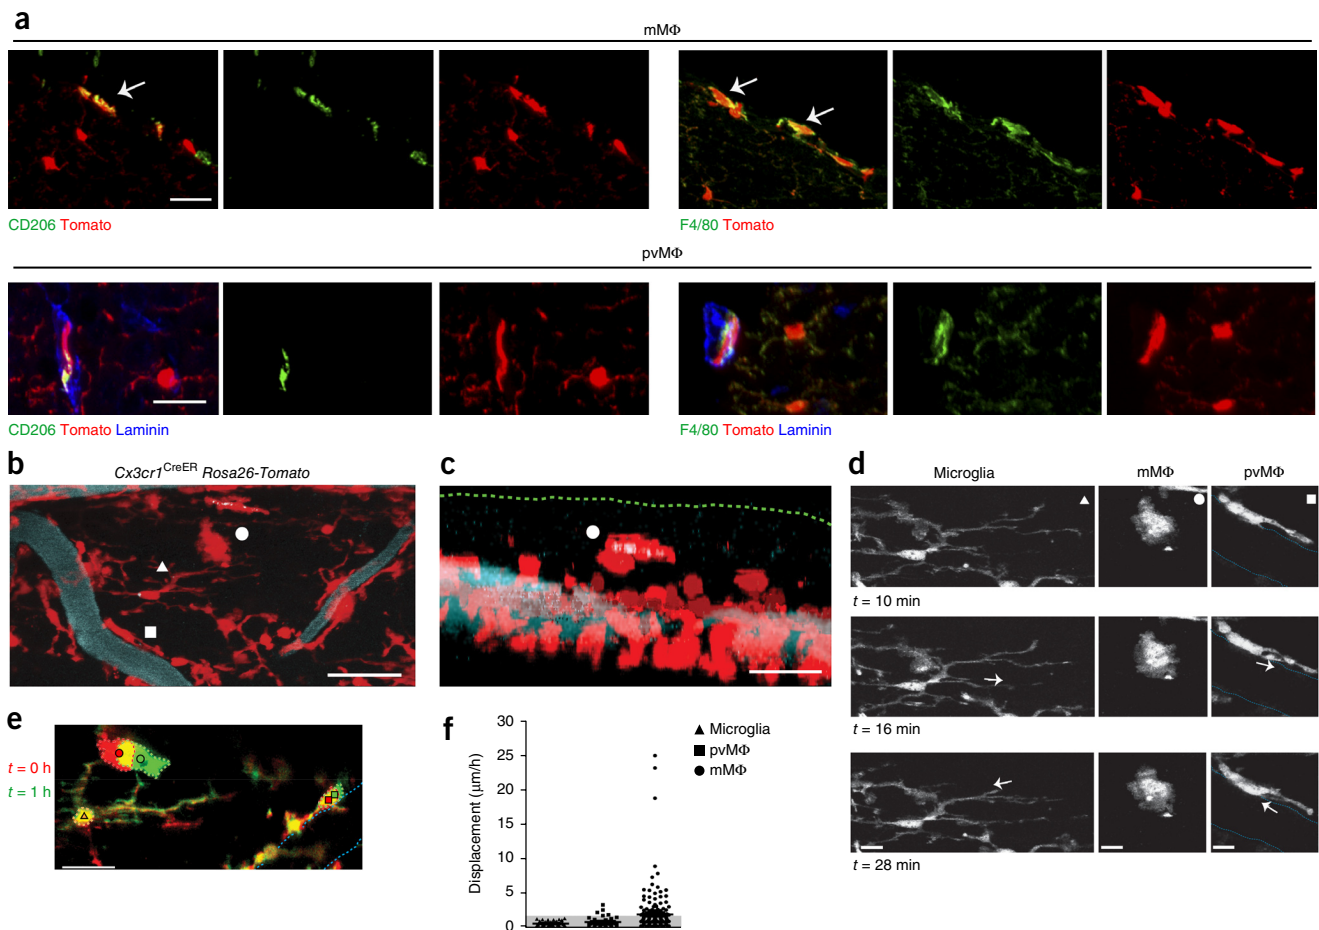 a
mMΦ
CD206 Tomato
F4/80 Tomato
pvMΦ
CD206 Tomato Laminin
F4/80 Tomato Laminin
b
Cx3cr1CreER Rosa26-Tomato
c
d
Microglia
mMΦ
pvMΦ
t = 10 min
t = 16 min
t = 28 min
e
t = 0 h
t = 1 h
f
Displacement (μm/h)
30
25
20
15
10
5
0
Microglia
pvMΦ
mMΦ